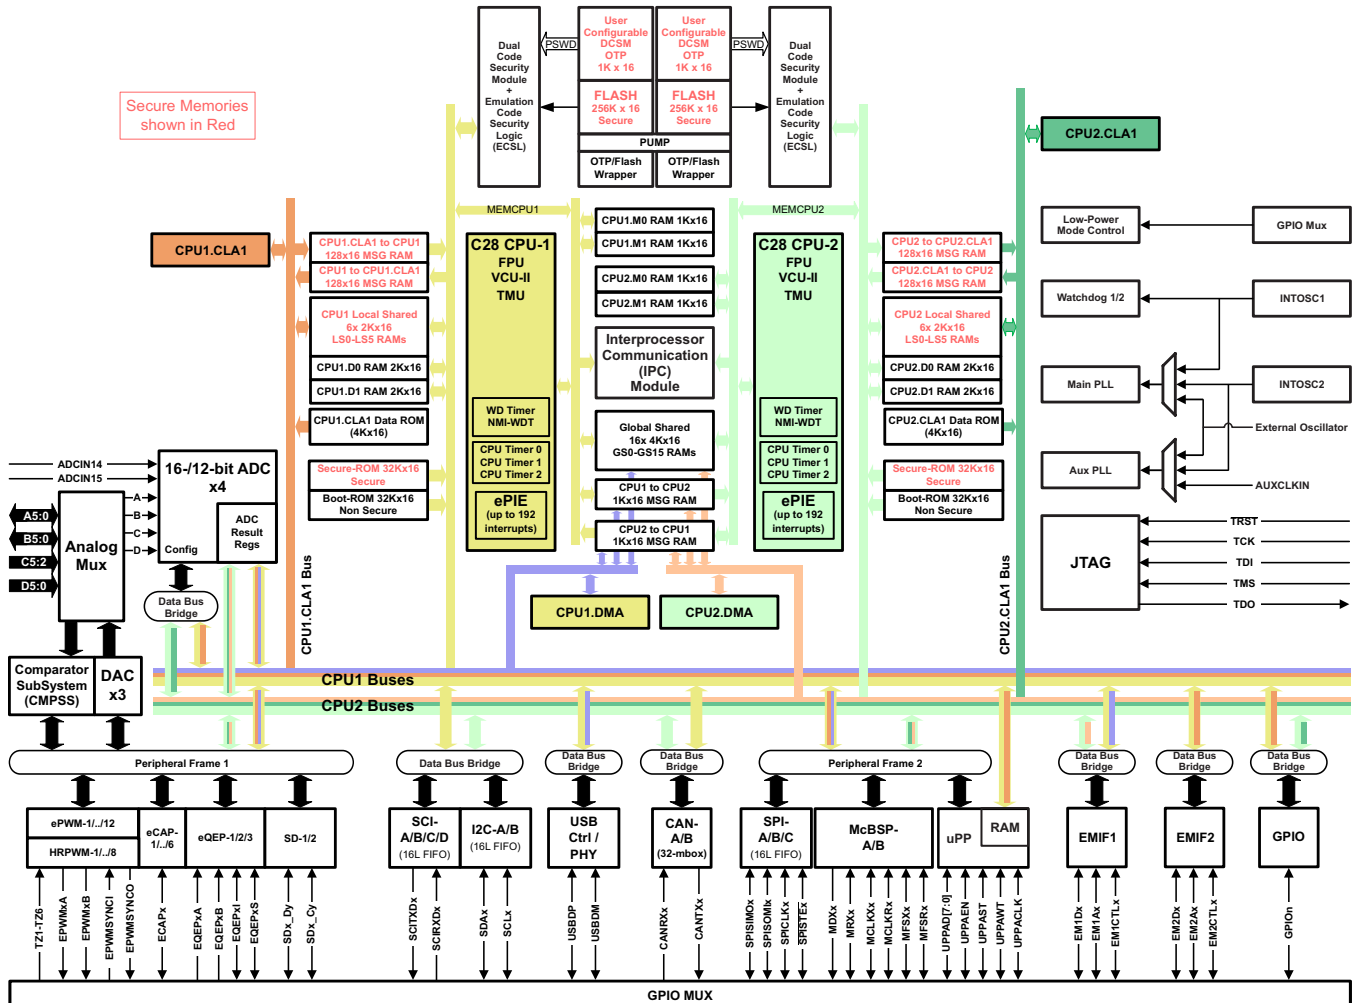 Secure Memories
shown in Red
Dual
Code
Security
Module
+
Emulation
Code
Security
Logic
(ECSL)
PSWD
User
Configurable
DCSM
OTP
1K x 16
User
Configurable
DCSM
OTP
1K x 16
PSWD
FLASH
256K x 16
Secure
FLASH
256K x 16
Secure
PUMP
OTP/Flash
Wrapper
OTP/Flash
Wrapper
Dual
Code
Security
Module
+
Emulation
Code
Security
Logic
(ECSL)
CPU2.CLA1
MEMCPU1
MEMCPU2
CPU1.CLA1
CPU1.CLA1 to CPU1
128x16 MSG RAM
CPU1 to CPU1.CLA1
128x16 MSG RAM
CPU1 Local Shared
6x 2Kx16
LS0-LS5 RAMs
CPU1.D0 RAM 2Kx16
CPU1.D1 RAM 2Kx16
CPU1.CLA1 Data ROM
(4Kx16)
Secure-ROM 32Kx16
Secure
Boot-ROM 32Kx16
Non Secure
C28 CPU-1
FPU
VCU-II
TMU
WD Timer
NMI-WDT
CPU Timer 0
CPU Timer 1
CPU Timer 2
ePIE
(up to 192
interrupts)
CPU1.M0 RAM 1Kx16
CPU1.M1 RAM 1Kx16
CPU2.M0 RAM 1Kx16
CPU2.M1 RAM 1Kx16
Interprocessor
Communication
(IPC)
Module
Global Shared
16x 4Kx16
GS0-GS15 RAMs
CPU1 to CPU2
1Kx16 MSG RAM
CPU2 to CPU1
1Kx16 MSG RAM
C28 CPU-2
FPU
VCU-II
TMU
WD Timer
NMI-WDT
CPU Timer 0
CPU Timer 1
CPU Timer 2
ePIE
(up to 192
interrupts)
CPU2 to CPU2.CLA1
128x16 MSG RAM
CPU2.CLA1 to CPU2
128x16 MSG RAM
CPU2 Local Shared
6x 2Kx16
LS0-LS5 RAMs
CPU2.D0 RAM 2Kx16
CPU2.D1 RAM 2Kx16
CPU2.CLA1 Data ROM
(4Kx16)
Secure-ROM 32Kx16
Secure
Boot-ROM 32Kx16
Non Secure
Low-Power
Mode Control
GPIO Mux
Watchdog 1/2
INTOSC1
Main PLL
INTOSC2
External Oscillator
Aux PLL
AUXCLKIN
JTAG
TRST
TCK
TDI
TMS
TDO
ADCIN14
ADCIN15
A5:0
B5:0
C5:2
D5:0
Analog
Mux
A
B
C
D
16-/12-bit ADC
x4
Config
ADC
Result
Regs
Data Bus
Bridge
CPU1.CLA1 Bus
CPU2.CLA1 Bus
CPU1.DMA
CPU2.DMA
Comparator
SubSystem
(CMPSS)
DAC
x3
CPU1 Buses
CPU2 Buses
Peripheral Frame 1
Data Bus Bridge
Data Bus
Bridge
Data Bus
Bridge
Peripheral Frame 2
Data Bus
Bridge
Data Bus
Bridge
Data Bus
Bridge
ePWM-1/../12
HRPWM-1/../8
eCAP-
1/../6
eQEP-1/2/3
SD-1/2
SCI-
A/B/C/D
(16L FIFO)
I2C-A/B
(16L FIFO)
USB
Ctrl /
PHY
CAN-
A/B
(32-mbox)
SPI-
A/B/C
(16L FIFO)
McBSP-
A/B
uPP
RAM
EMIF1
EMIF2
GPIO
TZ1-TZ6
EPWMxA
EPWMxB
EPWMSYNCI
EPWMSYNCO
ECAPx
EQEPxA
EQEPxB
EQEPxI
EQEPxS
SDx_Dy
SDx_Cy
SCITXDx
SCIRXDx
SDAx
SCLx
USBDP
USBDM
CANRXx
CANTXx
SPISIMOx
SPISOMIx
SPICLKx
SPISTEx
MDXx
MRXx
MCLKXx
MCLKRx
MFSXx
MFSRx
UPPAD[7:0]
UPPAEN
UPPAST
UPPAWT
UPPACLK
EM1Dx
EM1Ax
EM1CTLx
EM2Dx
EM2Ax
EM2CTLx
GPIOn
GPIO MUX